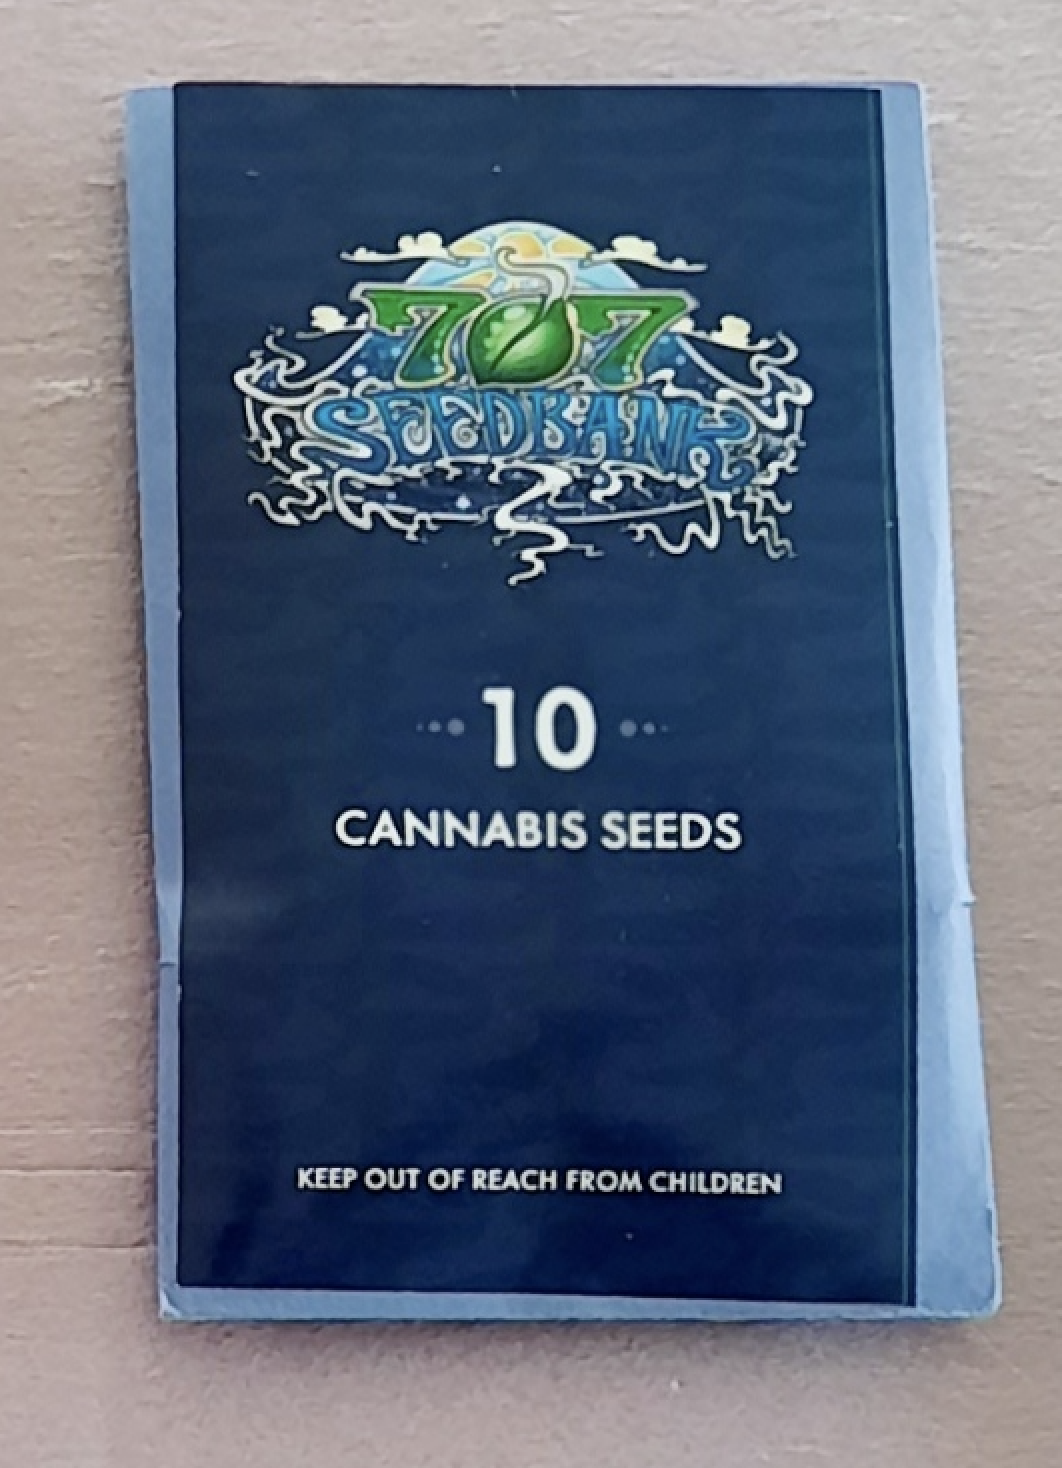 707
SEEDBANK
10
CANNABIS SEEDS
KEEP OUT OF REACH FROM CHILDREN